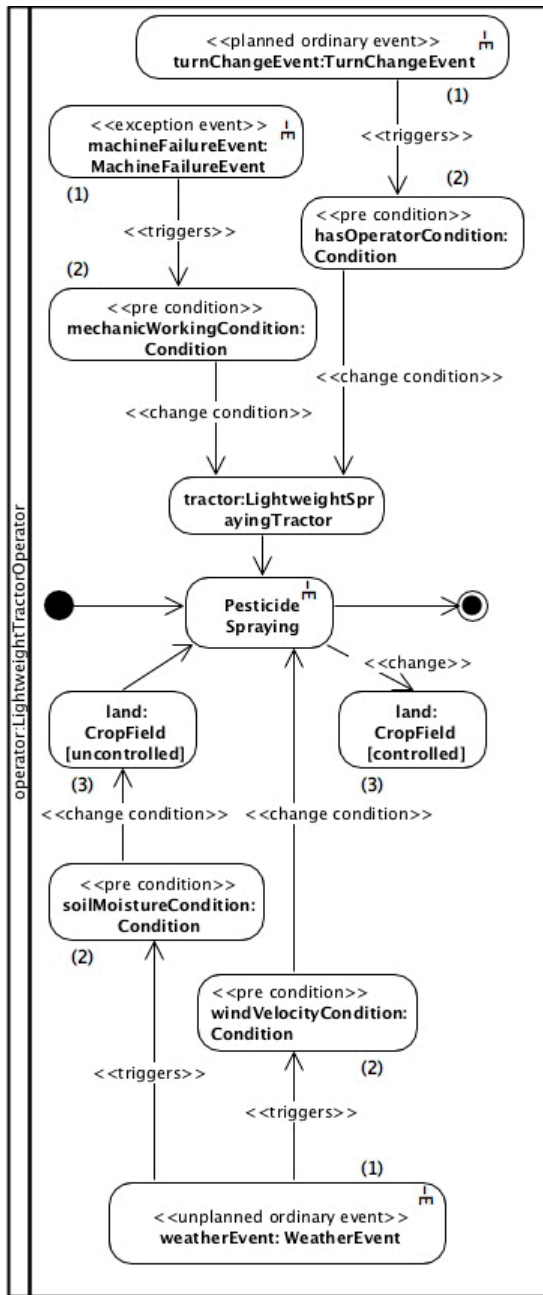 <<planned ordinary event>>
turnChangeEvent:TurnChangeEvent
(1)
<<exception event>>
machineFailureEvent:
MachineFailureEvent
(1)
<<triggers>>
(2)
<<triggers>>
(2)
<<pre condition>>
hasOperatorCondition:
Condition
<<pre condition>>
mechanicWorkingCondition:
Condition
<<change condition>>
<<change condition>>
tractor:LightweightSpr
ayingTractor
operator:LightweightTractorOperator
Pesticide
Spraying
<<change>>
land:
CropField
[uncontrolled]
(3)
land:
CropField
[controlled]
(3)
<<change condition>>
<<change condition>>
<<pre condition>>
soilMoistureCondition:
Condition
(2)
<<pre condition>>
windVelocityCondition:
Condition
(2)
<<triggers>>
<<triggers>>
(1)
<<unplanned ordinary event>>
weatherEvent: WeatherEvent